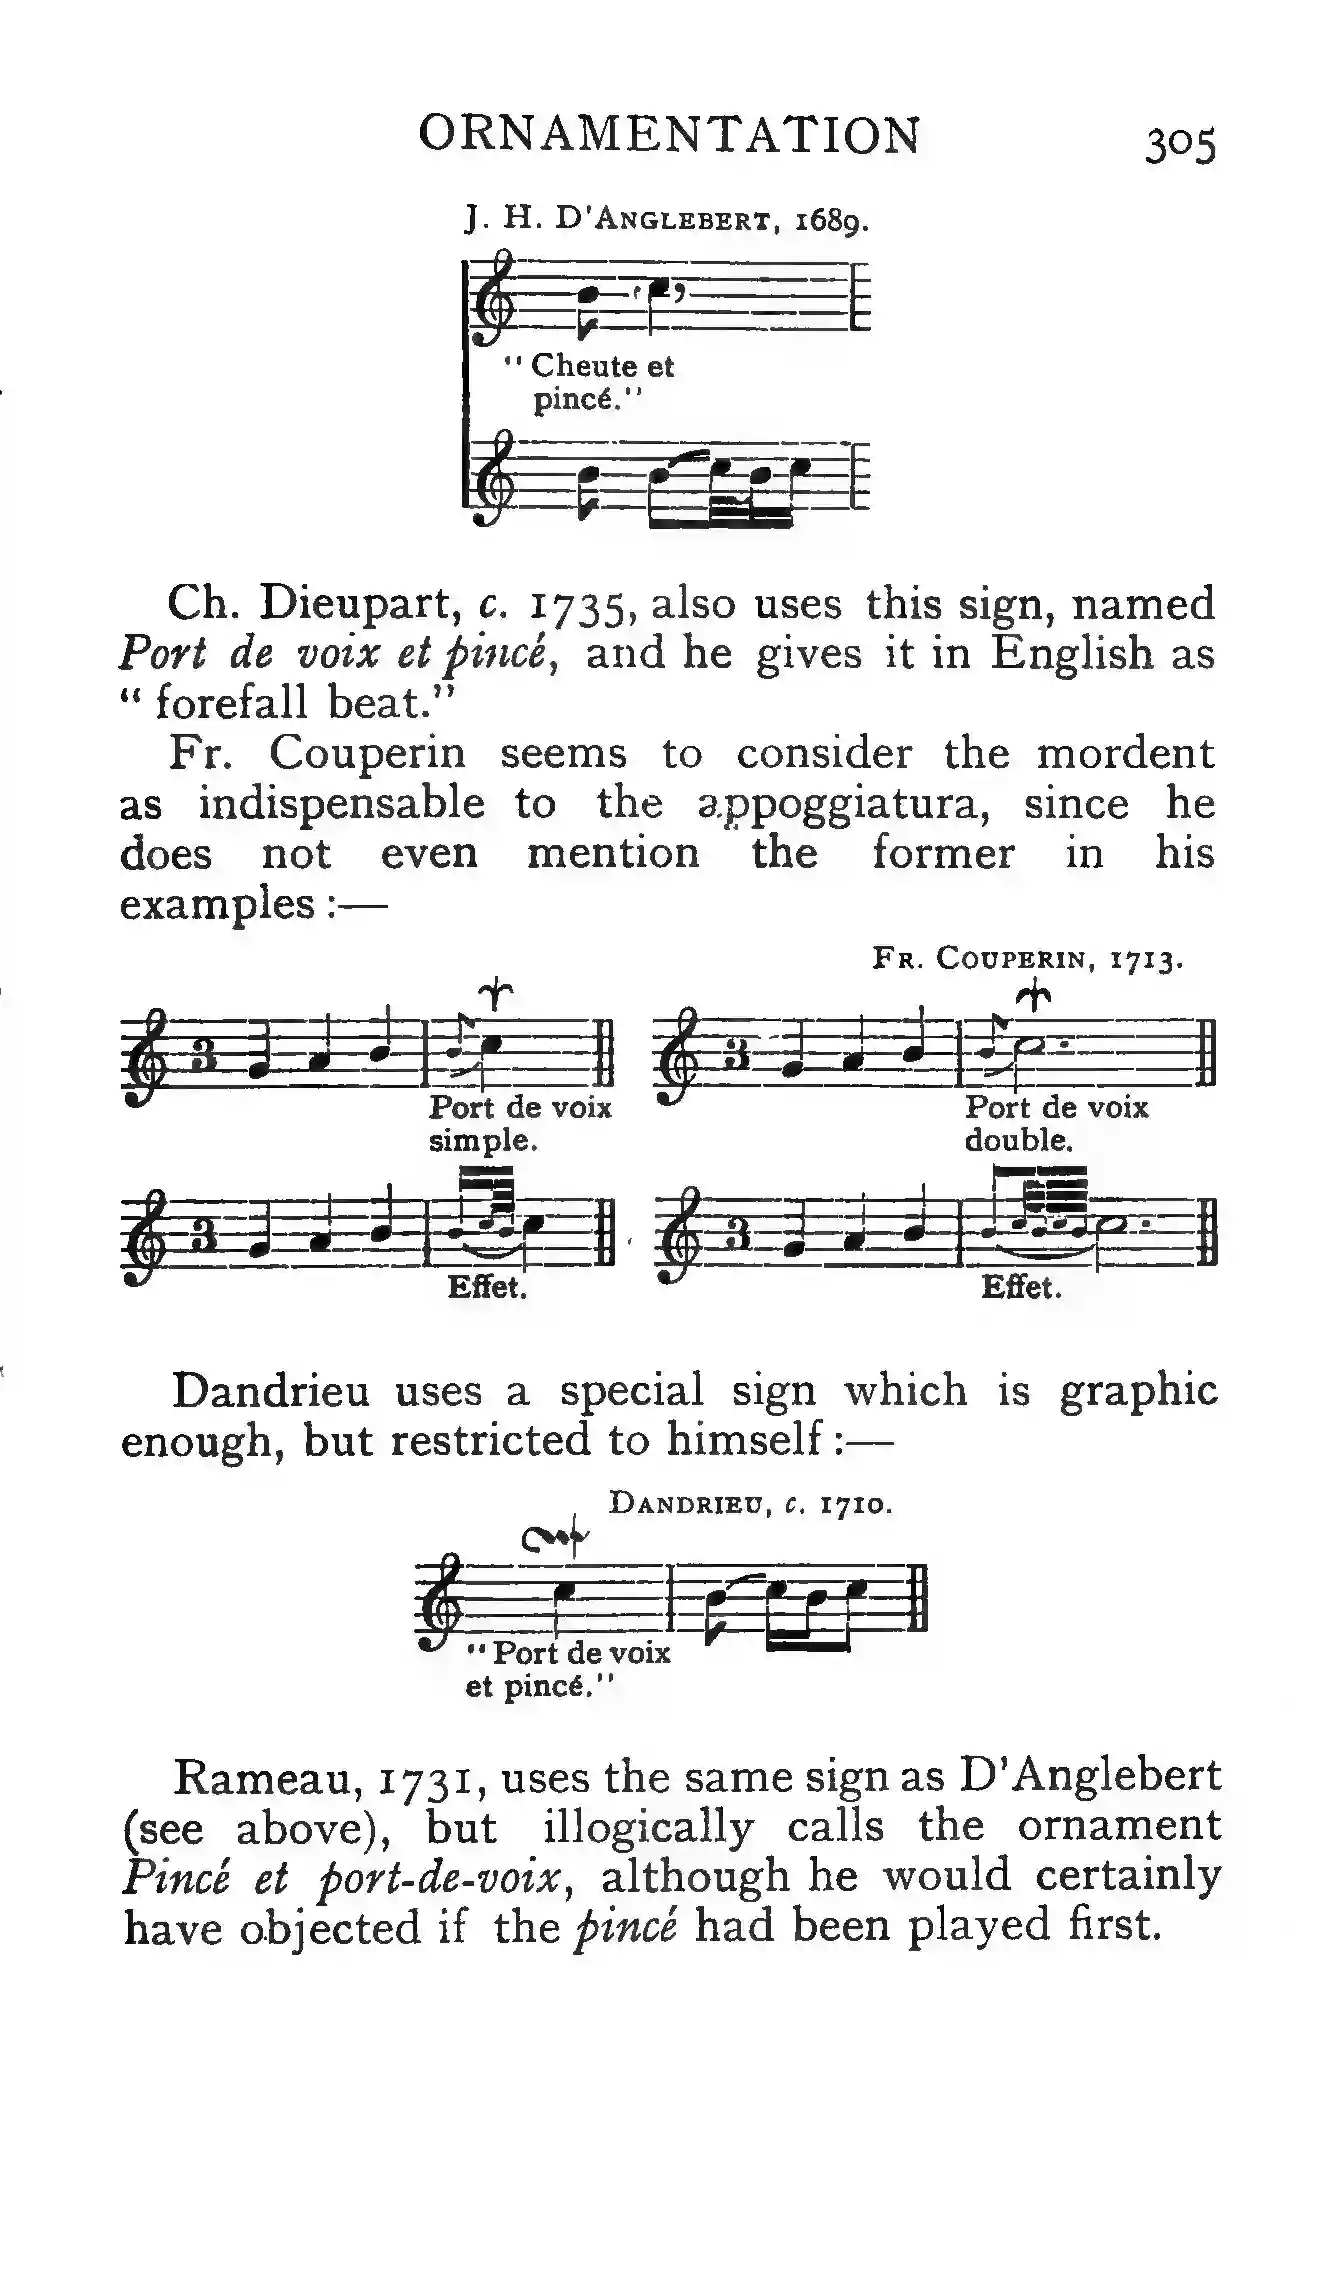 ORNAMENTATION 305
J. H. D'ANGLEBERT, 1689.
"Cheute et
pincé."
Ch. Dieupart, c. 1735, also uses this sign, named
Port de voix et pincé, and he gives it in English as
“forefall beat.”
Fr. Couperin seems to consider the mordent
as indispensable to the appoggiatura, since he
does not even mention the former in his
examples:—
FR. COUPERIN, 1713.
3 3
Port de voix Port de voix
simple. double.
3 3
Effet. Effet.
Dandrieu uses a special sign which is graphic
enough, but restricted to himself:—
DANDRIEU, c. 1710.
"Port de voix
et pincé."
Rameau, 1731, uses the same sign as D'Anglebert
(see above), but illogically calls the ornament
Pincé et port-de-voix, although he would certainly
have objected if the pincé had been played first.